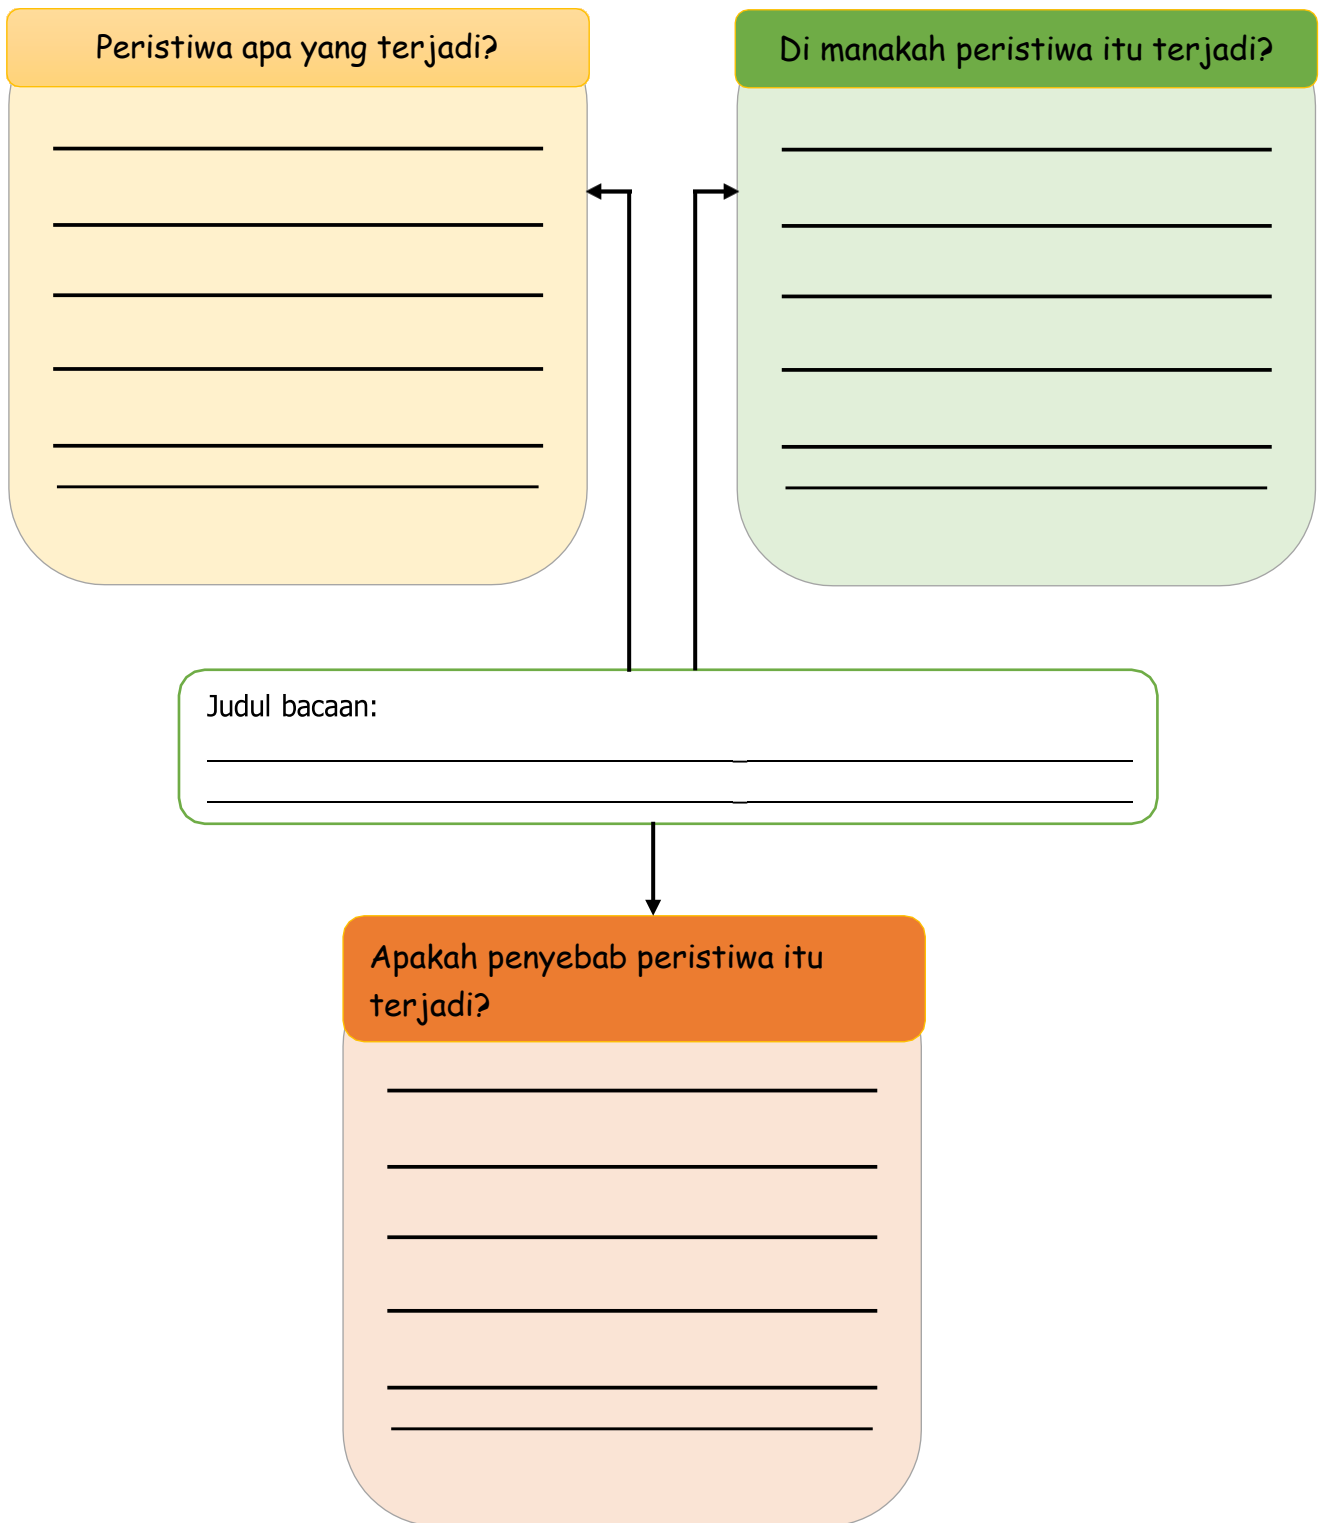 Peristiwa apa yang terjadi?
Di manakah peristiwa itu terjadi?
Judul bacaan:
Apakah penyebab peristiwa itu
terjadi?